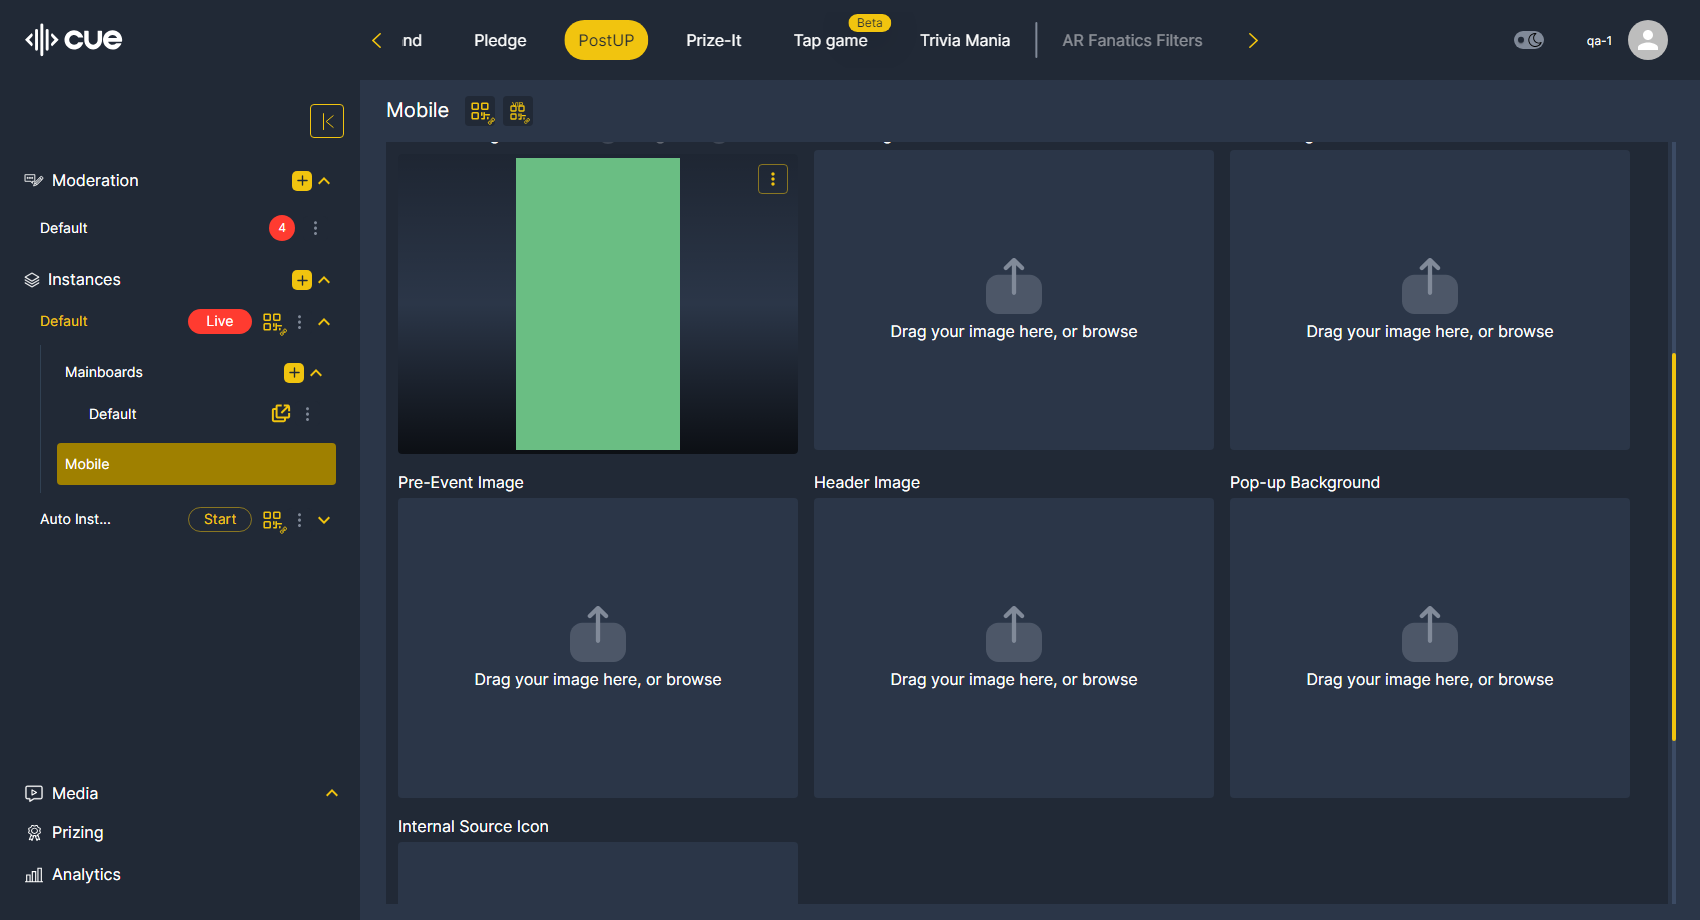 cue
Pledge
PostUP
Prize-It
Beta
Tap game
Trivia Mania
AR Fanatics Filters
qa-1
Mobile
Moderation
Default
4
Instances
Default
Live
Mainboards
Default
Mobile
Auto Inst...
Start
Media
Prizing
Analytics
Drag your image here, or browse
Drag your image here, or browse
Pre-Event Image
Header Image
Pop-up Background
Drag your image here, or browse
Drag your image here, or browse
Drag your image here, or browse
Internal Source Icon